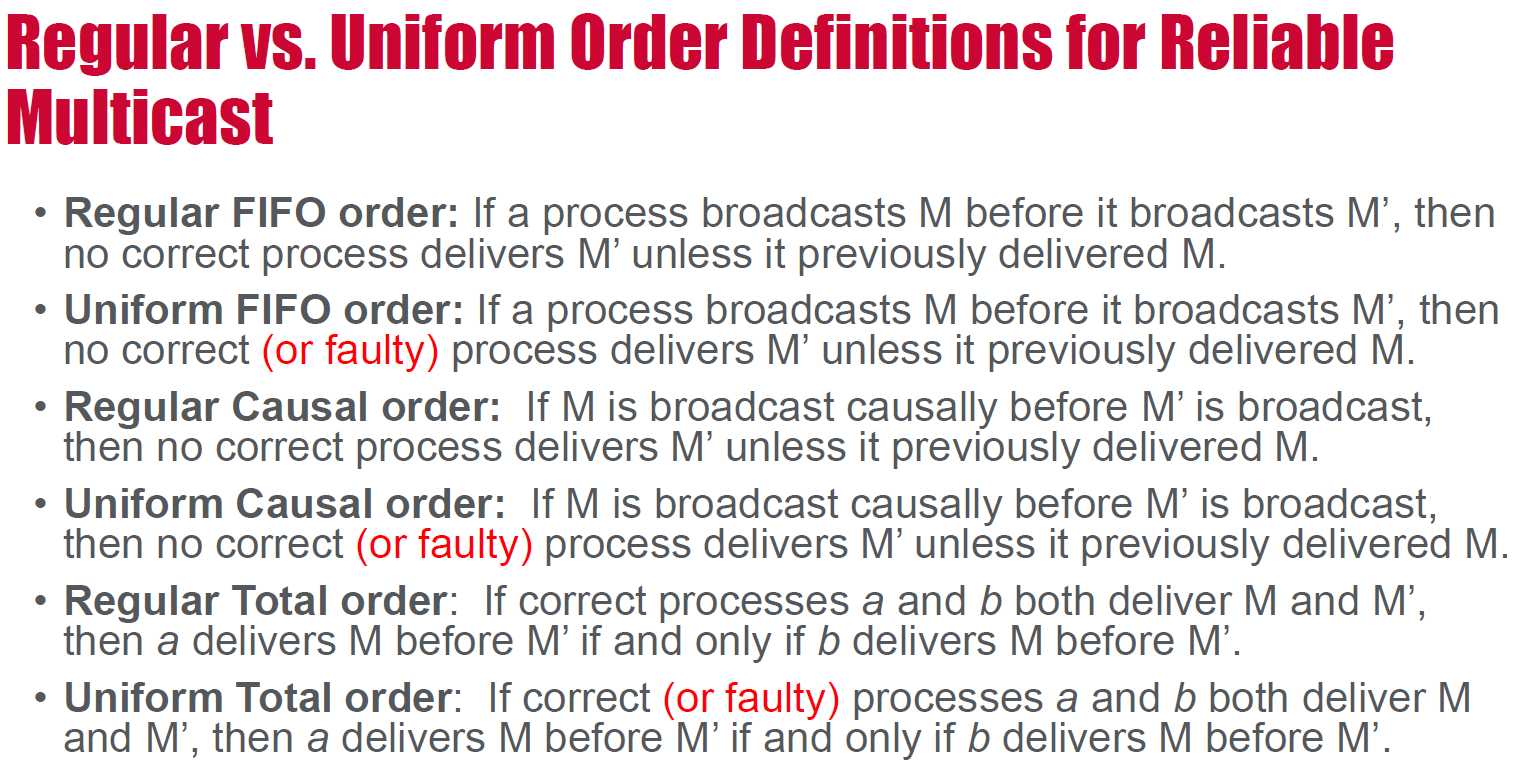 Regular vs. Uniform Order Definitions for Reliable
Multicast
• Regular FIFO order: If a process broadcasts M before it broadcasts M’, then
no correct process delivers M’ unless it previously delivered M.
• Uniform FIFO order: If a process broadcasts M before it broadcasts M’, then
no correct (or faulty) process delivers M’ unless it previously delivered M.
• Regular Causal order: If M is broadcast causally before M’ is broadcast,
then no correct process delivers M’ unless it previously delivered M.
• Uniform Causal order: If M is broadcast causally before M’ is broadcast,
then no correct (or faulty) process delivers M’ unless it previously delivered M.
• Regular Total order: If correct processes a and b both deliver M and M’,
then a delivers M before M’ if and only if b delivers M before M’.
• Uniform Total order: If correct (or faulty) processes a and b both deliver M
and M’, then a delivers M before M’ if and only if b delivers M before M’.